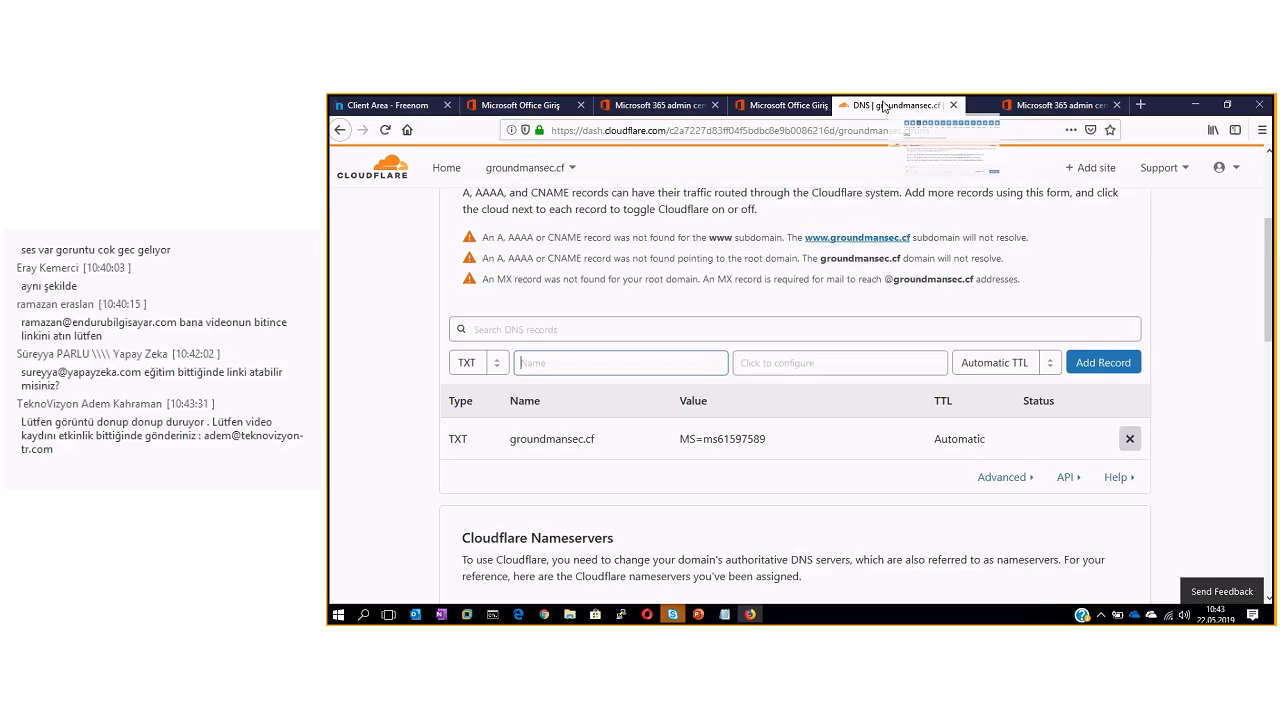 ses var goruntu cok gec gelıyor
Eray Kemerci [10:40:03 ]
aynı şekilde
ramazan eraslan [10:40:15 ]
ramazan@endurubilgisayar.com bana videonun bitince
linkini atın lütfen
Süreyya PARLU \\\\ Yapay Zeka [10:42:02 ]
sureyya@yapayzeka.com eğitim bittiğinde linki atabilir
misiniz?
TeknoVizyon Adem Kahraman [10:43:31 ]
Lütfen görüntü donup donup duruyor . Lütfen video
kaydını etkinlik bittiğinde gönderiniz : adem@teknovizyon-
tr.com
Client Area - Freenom
Microsoft Office Giriş
Microsoft 365 admin cen
Microsoft Office Giriş
DNS | groundmansec.cf |
Microsoft 365 admin cen
https://dash.cloudflare.com/c2a7227d83ff04f5bdbc8e9b0086216d/groundmansec
CLOUDFLARE
Home
groundmansec.cf
+ Add site
Support
A, AAAA, and CNAME records can have their traffic routed through the Cloudflare system. Add more records using this form, and click
the cloud next to each record to toggle Cloudflare on or off.
An A, AAAA or CNAME record was not found for the www subdomain. The www.groundmansec.cf subdomain will not resolve.
An A, AAAA or CNAME record was not found pointing to the root domain. The groundmansec.cf domain will not resolve.
An MX record was not found for your root domain. An MX record is required for mail to reach @groundmansec.cf addresses.
Search DNS records
TXT
Name
Click to configure
Automatic TTL
Add Record
Type Name Value TTL Status
TXT groundmansec.cf MS=ms61597589 Automatic
Advanced
API
Help
Cloudflare Nameservers
To use Cloudflare, you need to change your domain's authoritative DNS servers, which are also referred to as nameservers. For your
reference, here are the Cloudflare nameservers you've been assigned.
Send Feedback
10:43
22.05.2019